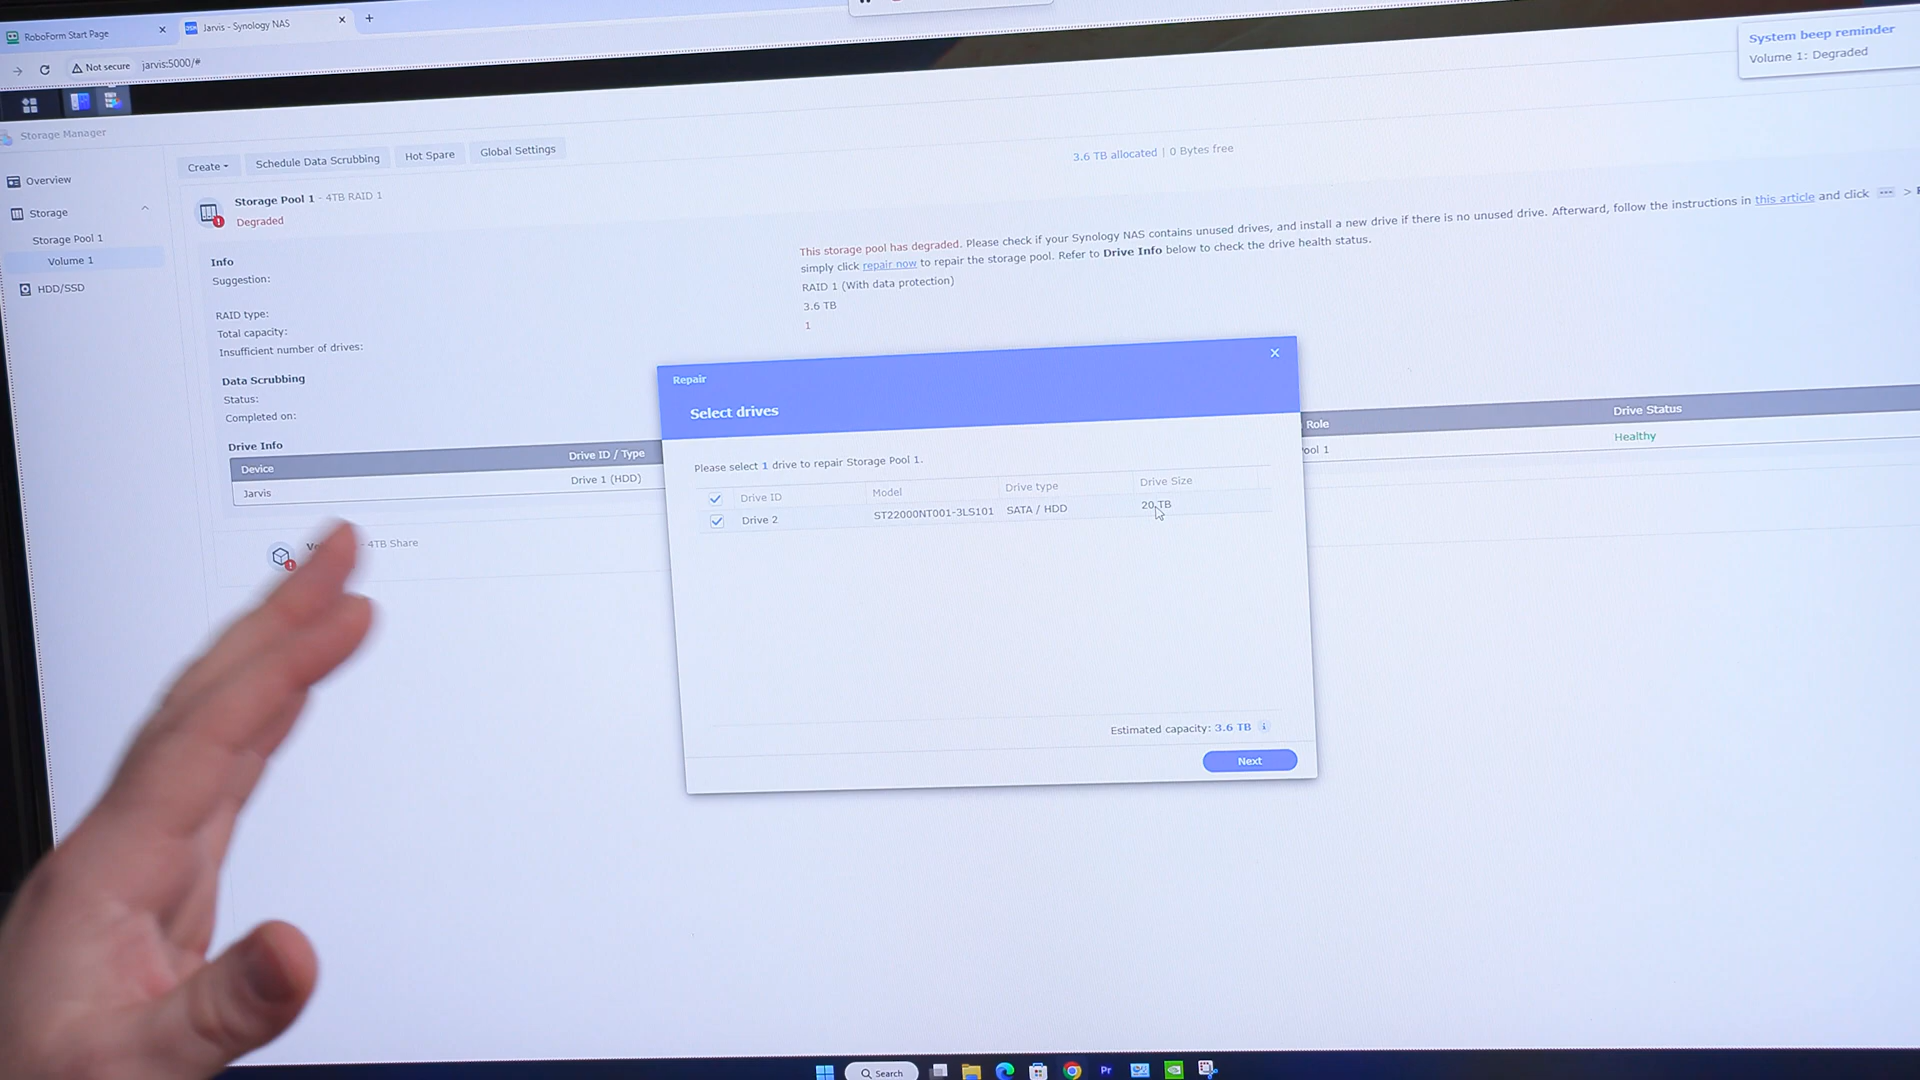 RoboForm Start Page
Jarvis - Synology NAS
Not secure
jarvis:5000/#
System beep reminder
Volume 1: Degraded
Storage Manager
Overview
Storage
Storage Pool 1
Volume 1
HDD/SSD
Create
Schedule Data Scrubbing
Hot Spare
Global Settings
3.6 TB allocated | 0 Bytes free
Storage Pool 1 - 4TB RAID 1
Degraded
Info
Suggestion:
This storage pool has degraded. Please check if your Synology NAS contains unused drives, and install a new drive if there is no unused drive. Afterward, follow the instructions in this article and click ··· >
simply click repair now to repair the storage pool. Refer to Drive Info below to check the drive health status.
RAID type:
RAID 1 (With data protection)
Total capacity:
3.6 TB
Insufficient number of drives:
1
Data Scrubbing
Status:
Completed on:
Drive Info
Device
Drive ID / Type
Role
Drive Status
Jarvis
Drive 1 (HDD)
ool 1
Healthy
- 4TB Share
Repair
Select drives
Please select 1 drive to repair Storage Pool 1.
Drive ID
Model
Drive type
Drive Size
Drive 2
ST22000NT001-3LS101
SATA / HDD
20 TB
Estimated capacity: 3.6 TB
Next
Search
Pr